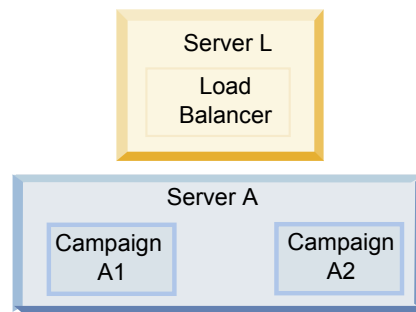 Server L
Load
Balancer
Server A
Campaign
A1
Campaign
A2